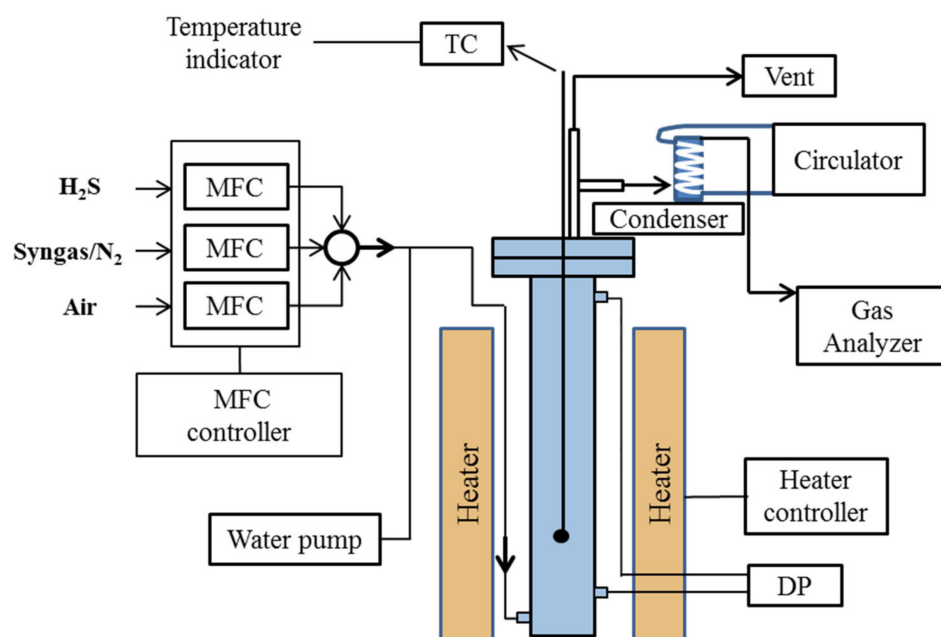 Temperature
indicator
TC
Vent
Circulator
Condenser
H₂S
MFC
Syngas/N₂
MFC
Air
MFC
Gas
Analyzer
MFC
controller
Heater
Heater
Heater
controller
Water pump
DP